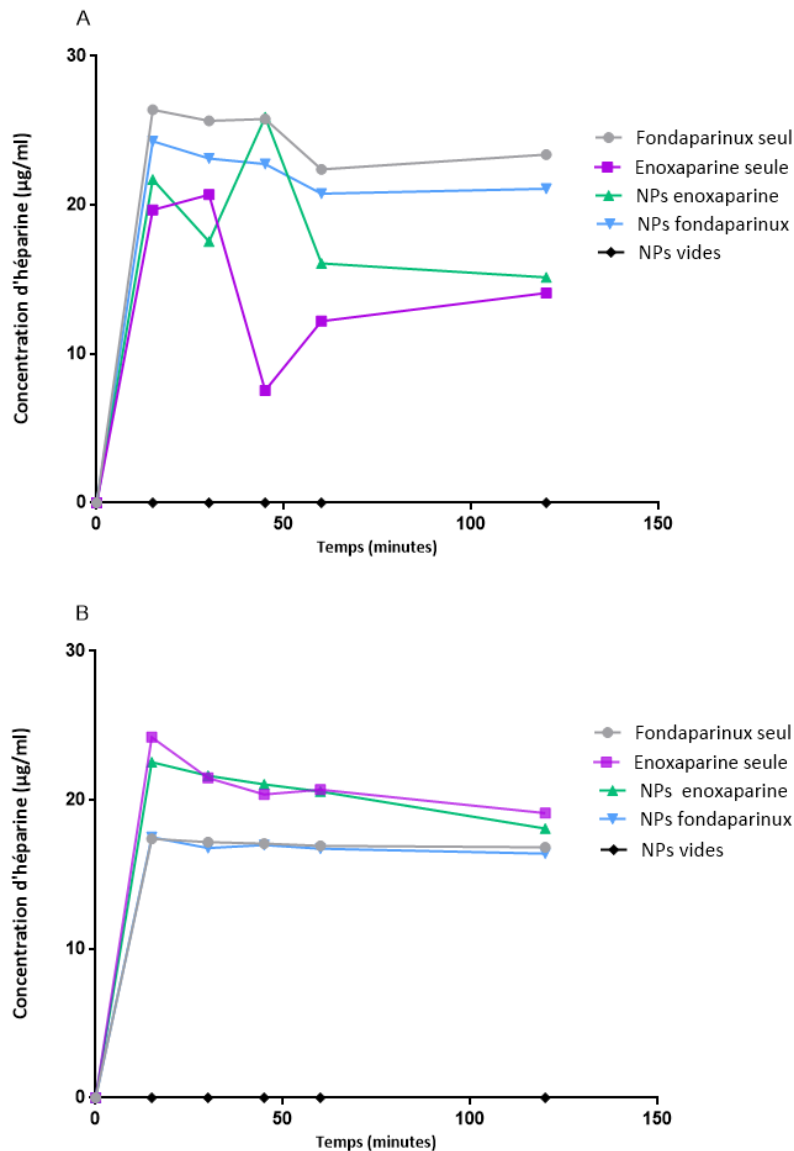 A
30
20
10
0
Concentration d'héparine (µg/ml)
0
50
100
150
Temps (minutes)
Fondaparinux seul
Enoxaparine seule
NPs enoxaparine
NPs fondaparinux
NPs vides
B
30
20
10
0
Concentration d'héparine (µg/ml)
0
50
100
150
Temps (minutes)
Fondaparinux seul
Enoxaparine seule
NPs enoxaparine
NPs fondaparinux
NPs vides